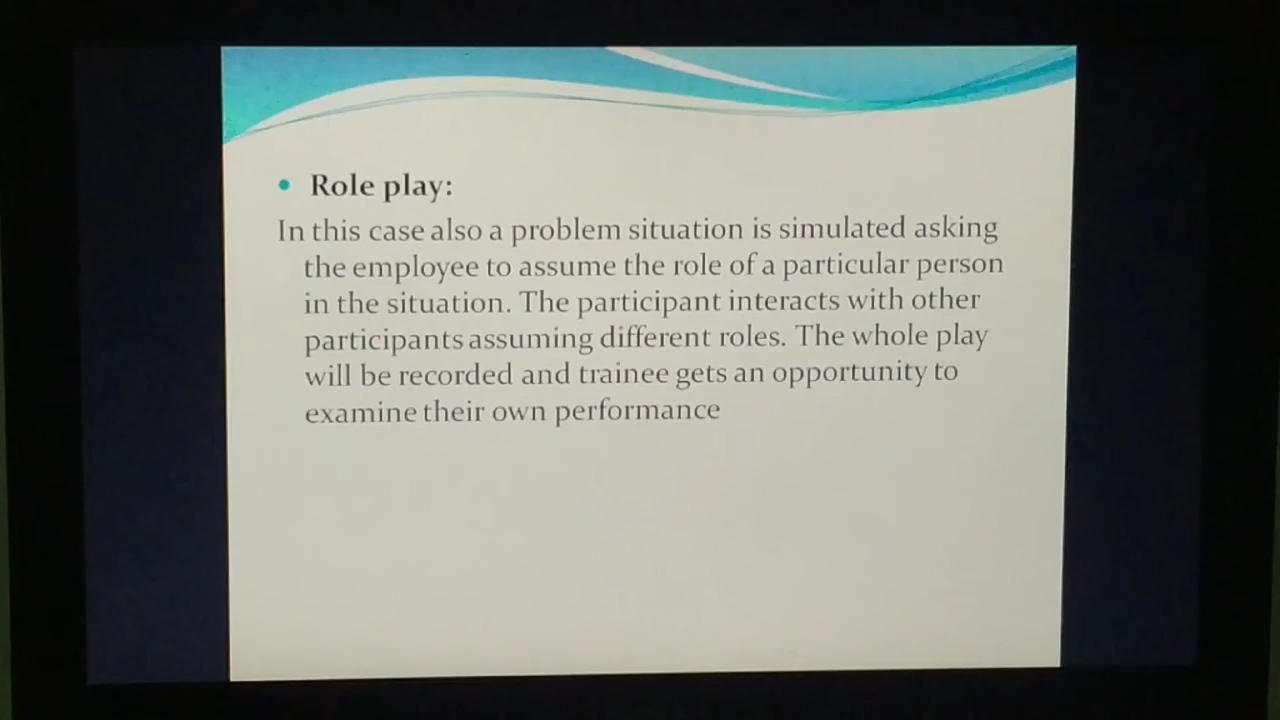 • Role play:
In this case also a problem situation is simulated asking
the employee to assume the role of a particular person
in the situation. The participant interacts with other
participants assuming different roles. The whole play
will be recorded and trainee gets an opportunity to
examine their own performance